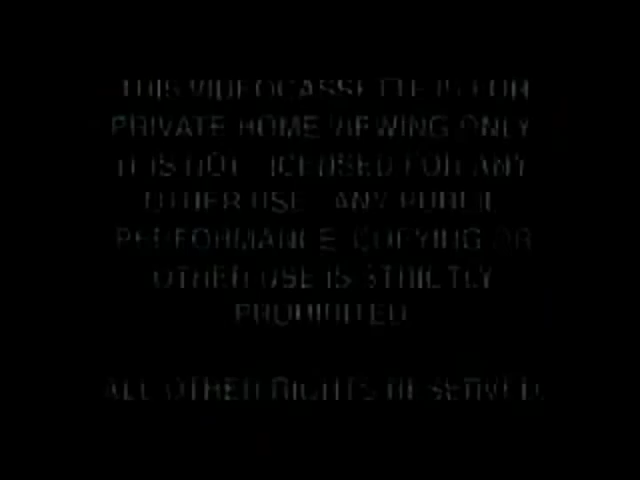 THIS VIDEOCASSETTE IS FOR
PRIVATE HOME VIEWING ONLY
IT IS NOT LICENSED FOR ANY
OTHER USE. ANY PUBLIC
PERFORMANCE, COPYING OR
OTHER USE IS STRICTLY
PROHIBITED.
ALL OTHER RIGHTS RESERVED.